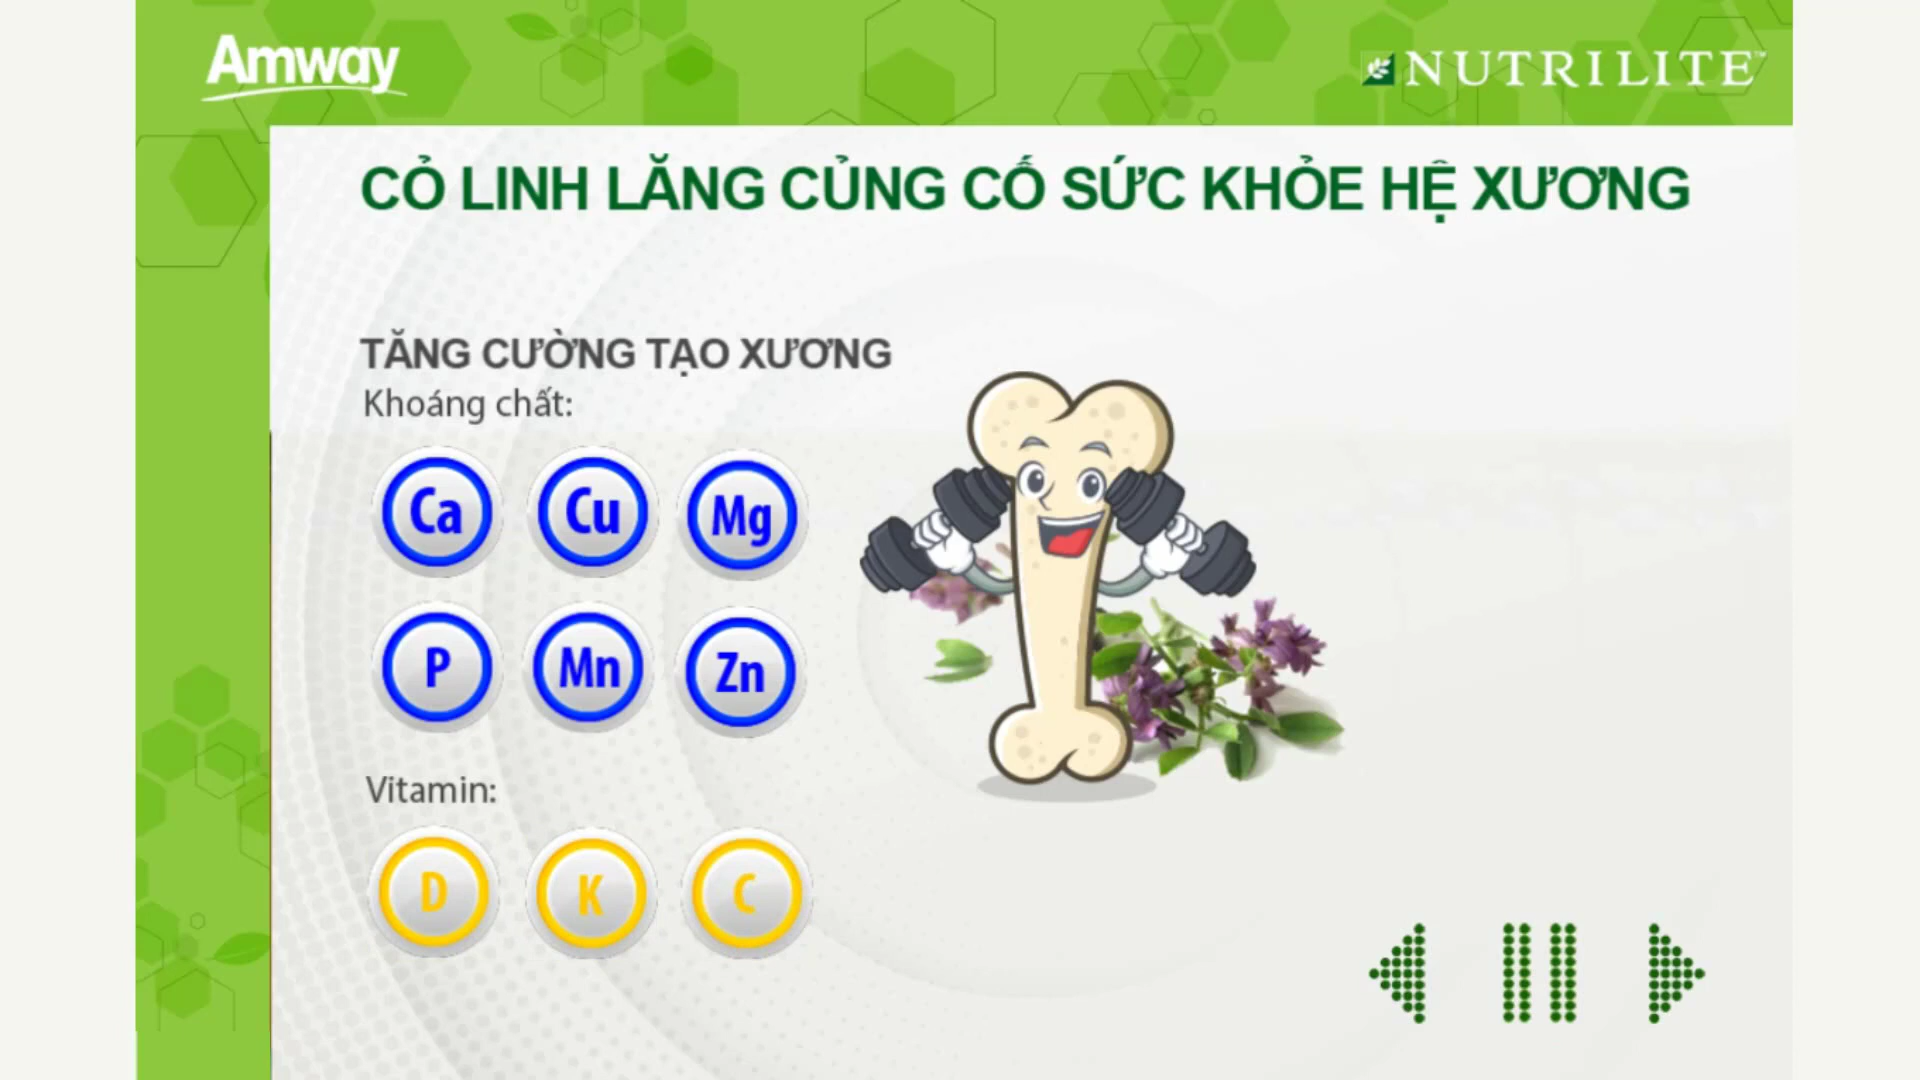 Amway
NUTRILITE™
CỎ LINH LĂNG CỦNG CỐ SỨC KHỎE HỆ XƯƠNG
TĂNG CƯỜNG TẠO XƯƠNG
Khoáng chất:
Ca Cu Mg
P Mn Zn
Vitamin:
D K C